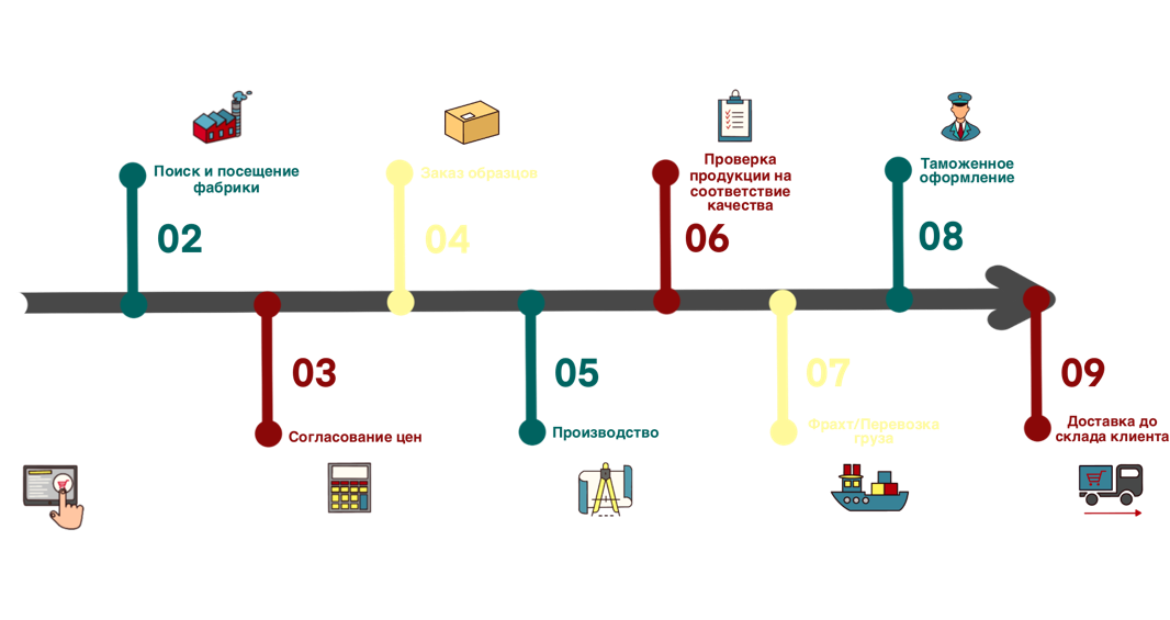 Поиск и посещение
фабрики
02
03
Согласование цен
Заказ образцов
04
05
Производство
Проверка
продукции на
соответствие
качества
06
07
Фрахт/Перевозка
груза
Таможенное
оформление
08
09
Доставка до
склада клиента